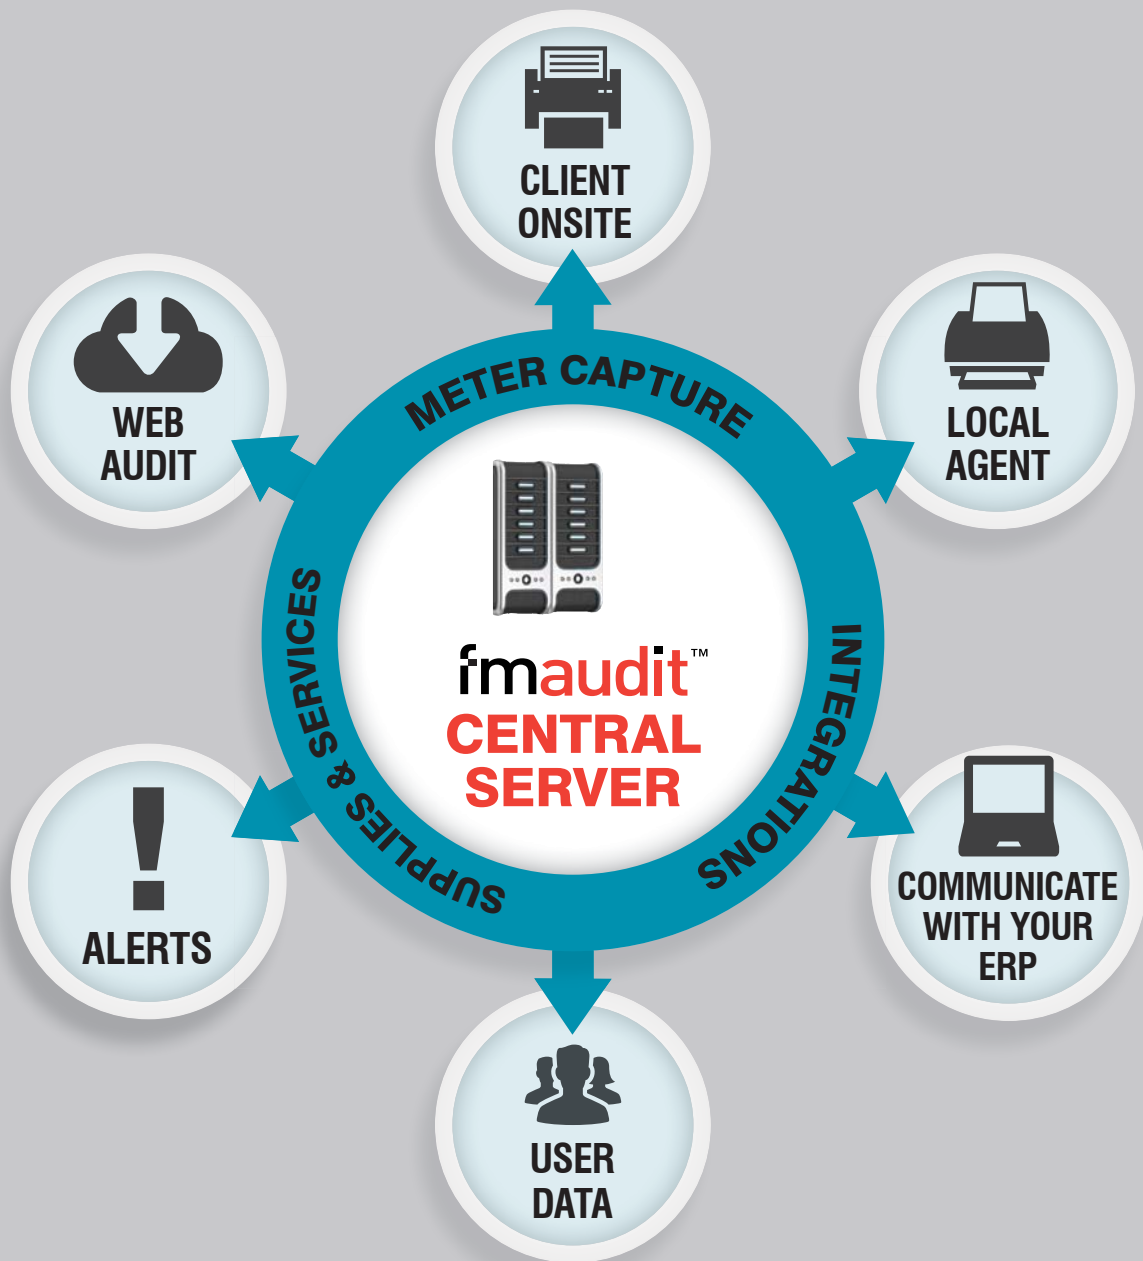 CLIENT
ONSITE
WEB
AUDIT
LOCAL
AGENT
METER CAPTURE
INTEGRATIONS
SUPPLIES & SERVICES
fmaudit™
CENTRAL
SERVER
ALERTS
COMMUNICATE
WITH YOUR
ERP
USER
DATA